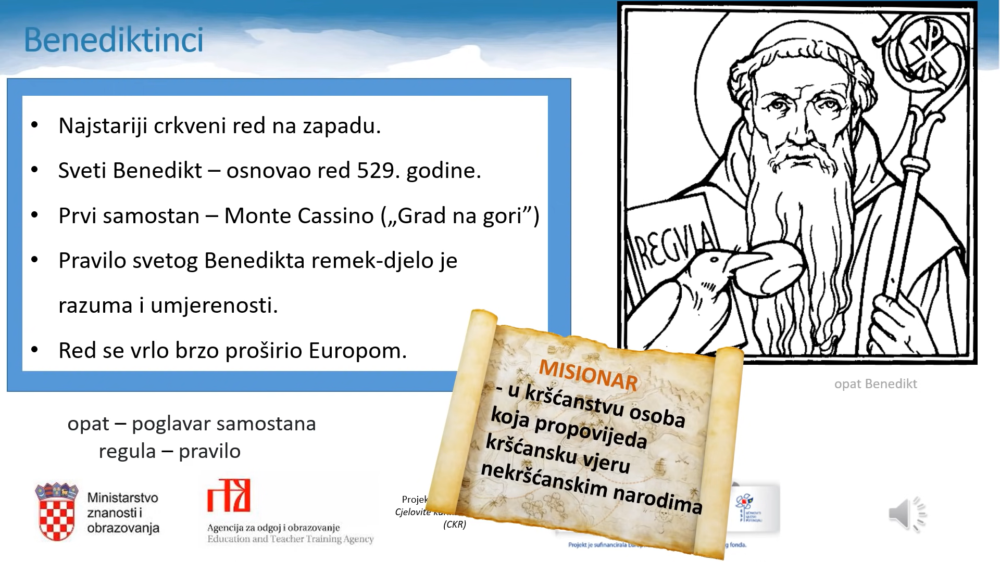 Benediktinci
• Najstariji crkveni red na zapadu.
• Sveti Benedikt – osnovao red 529. godine.
• Prvi samostan – Monte Cassino („Grad na gori”)
• Pravilo svetog Benedikta remek-djelo je
razuma i umjerenosti.
• Red se vrlo brzo proširio Europom.
REGVLA
opat Benedikt
MISIONAR
- u kršćanstvu osoba
koja propovijeda
kršćansku vjeru
nekršćanskim narodima
opat – poglavar samostana
regula – pravilo
Ministarstvo
znanosti i
obrazovanja
Agencija za odgoj i obrazovanje
Education and Teacher Training Agency
Cjelovite
(CKR)
Projekt je sufinancirala
fonda.